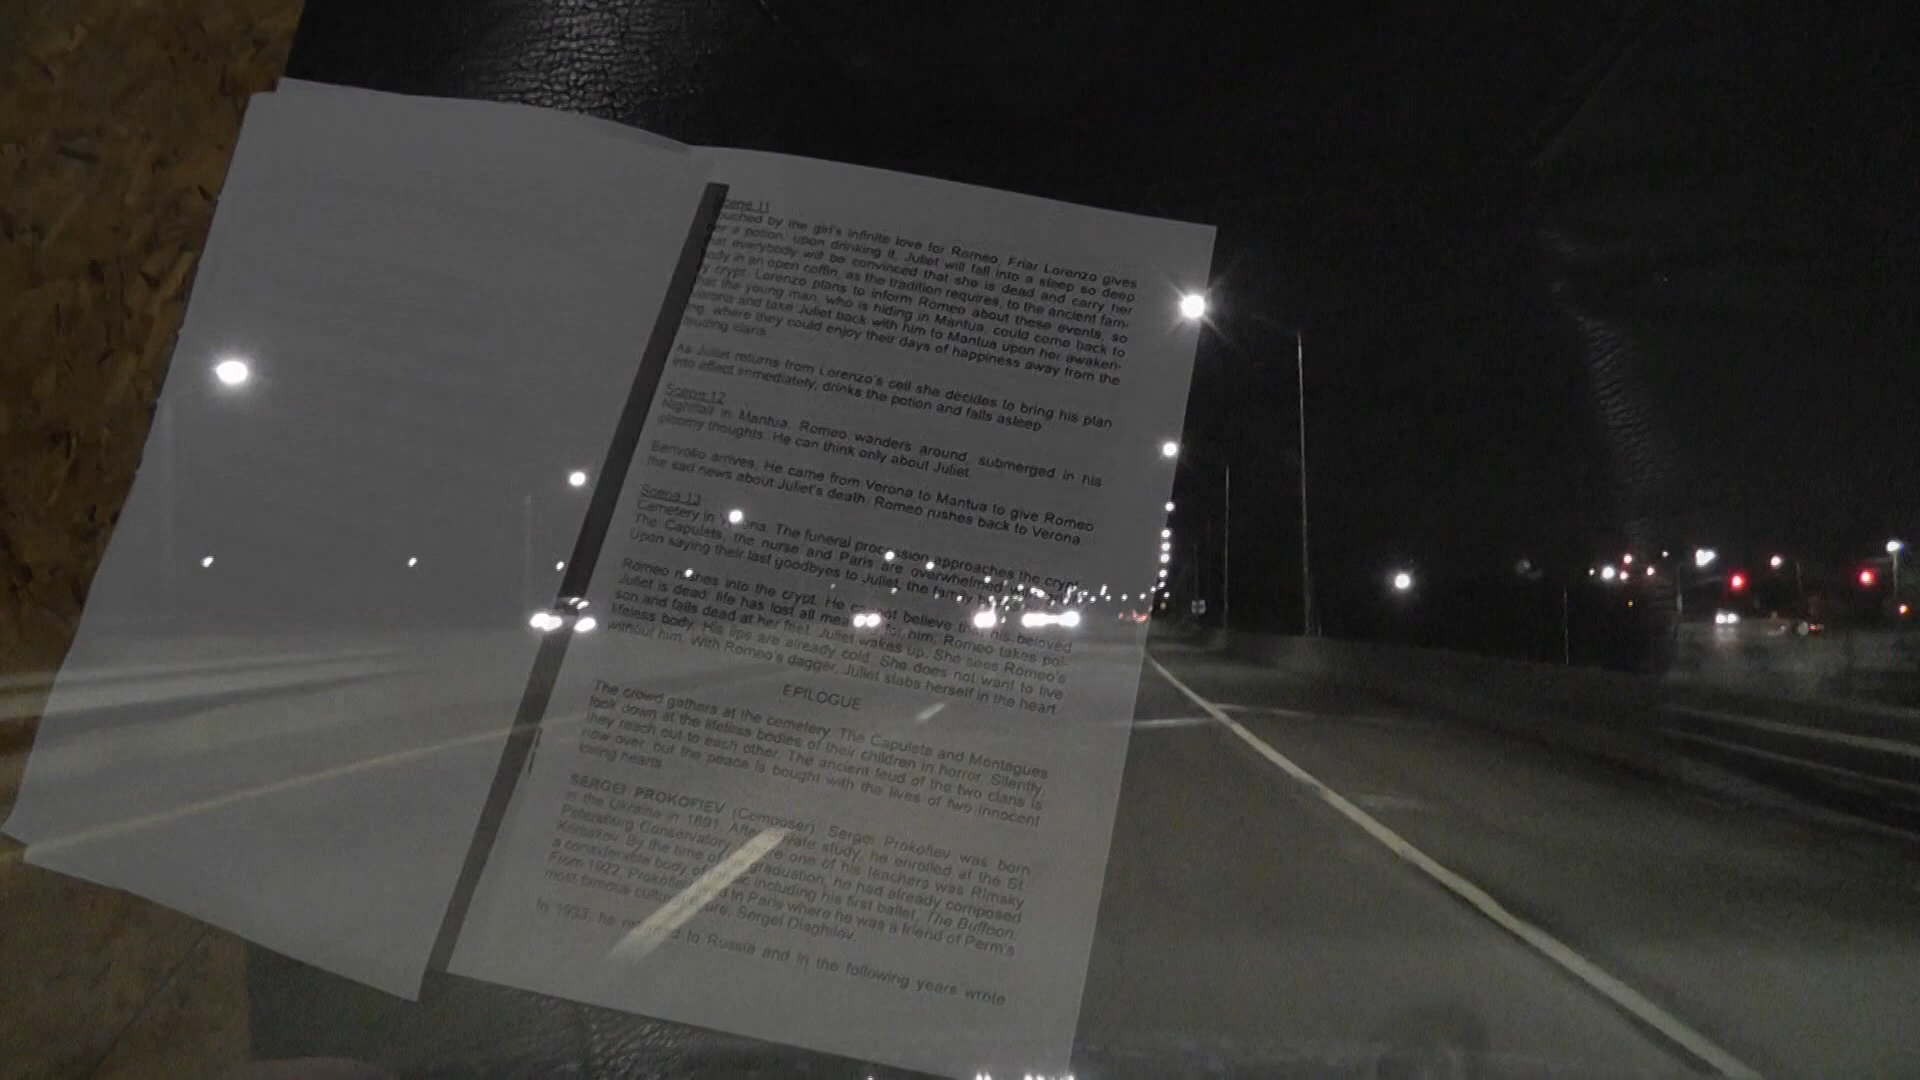 Scene 11
ouched by the girl's infinite love for Romeo, Friar Lorenzo gives
her a potion: upon drinking it, Juliet will fall into a sleep so deep
that everybody will be convinced that she is dead and carry her
body in an open coffin, as the tradition requires, to the ancient fam-
ly crypt. Lorenzo plans to inform Romeo about these events, so
that the young man, who is hiding in Mantua, could come back to
Verona and take Juliet back with him to Mantua upon her awaken-
ing, where they could enjoy their days of happiness away from the
feuding clans.
As Juliet returns from Lorenzo's cell she decides to bring his plan
into effect immediately, drinks the potion and falls asleep.
Scene 12
Nightfall in Mantua. Romeo wanders around, submerged in his
gloomy thoughts. He can think only about Juliet.
Benvolio arrives. He came from Verona to Mantua to give Romeo
the sad news about Juliet's death. Romeo rushes back to Verona.
Scene 13
Cemetery in Verona. The funeral procession approaches the crypt.
The Capulets, the nurse and Paris are overwhelmed
Upon saying their last goodbyes to Juliet, the family
Romeo rushes into the crypt. He cannot believe that his beloved
Juliet is dead; life has lost all meaning for him. Romeo takes poi-
son and falls dead at her feet. Juliet wakes up. She sees Romeo's
lifeless body. His lips are already cold. She does not want to live
without him. With Romeo's dagger, Juliet stabs herself in the heart.
EPILOGUE
The crowd gathers at the cemetery. The Capulets and Montagues
look down at the lifeless bodies of their children in horror. Silently,
they reach out to each other. The ancient feud of the two clans is
now over, but the peace is bought with the lives of two innocent
loving hearts.
SERGEI PROKOFIEV (Composer). Sergei Prokofiev was born
in the Ukraine in 1891. After private study, he enrolled at the St.
Petersburg Conservatory, where one of his teachers was Rimsky
Korsakov. By the time of his graduation, he had already composed
a considerable body of music including his first ballet, The Buffoon.
From 1922, Prokofiev lived in Paris where he was a friend of Perm's
most famous culture figure, Sergei Diaghilev.
In 1933, he returned to Russia and in the following years wrote